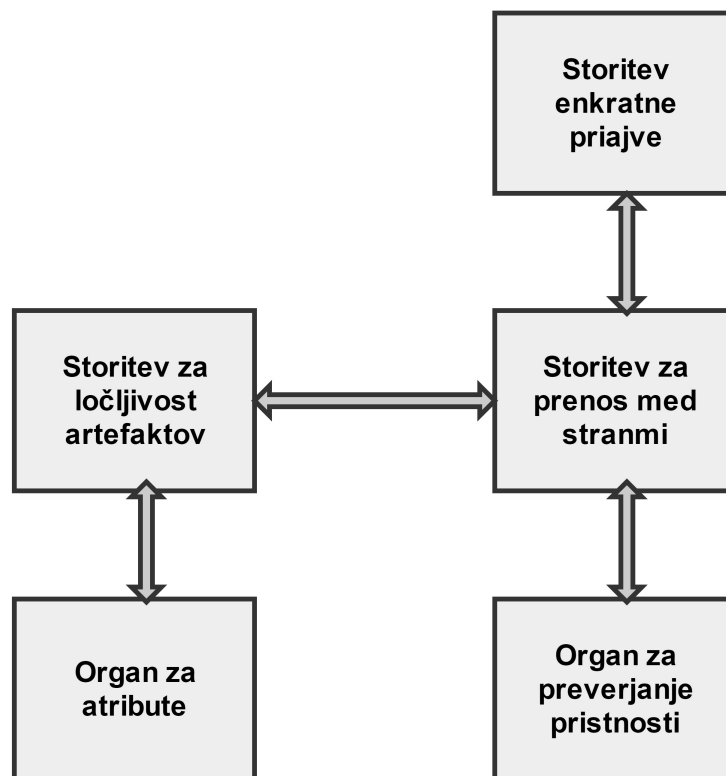 Storitev
enkratne
priajve
Storitev za
ločljivost
artefaktov
Storitev za
prenos med
stranmi
Organ za
atribute
Organ za
preverjanje
pristnosti